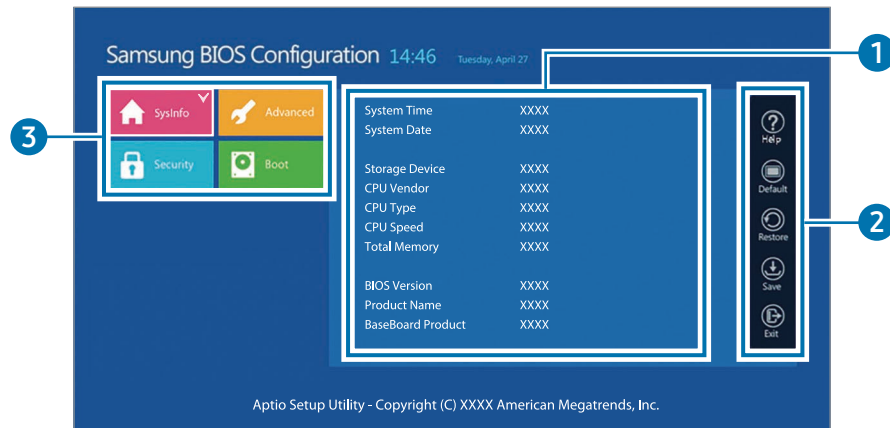 Samsung BIOS Configuration 14:46 Tuesday, April 27
1
SysInfo Advanced
Security Boot
3
System Time XXXX
System Date XXXX
Storage Device XXXX
CPU Vendor XXXX
CPU Type XXXX
CPU Speed XXXX
Total Memory XXXX
BIOS Version XXXX
Product Name XXXX
BaseBoard Product XXXX
Help
Default
Restore
Save
Exit
2
Aptio Setup Utility - Copyright (C) XXXX American Megatrends, Inc.